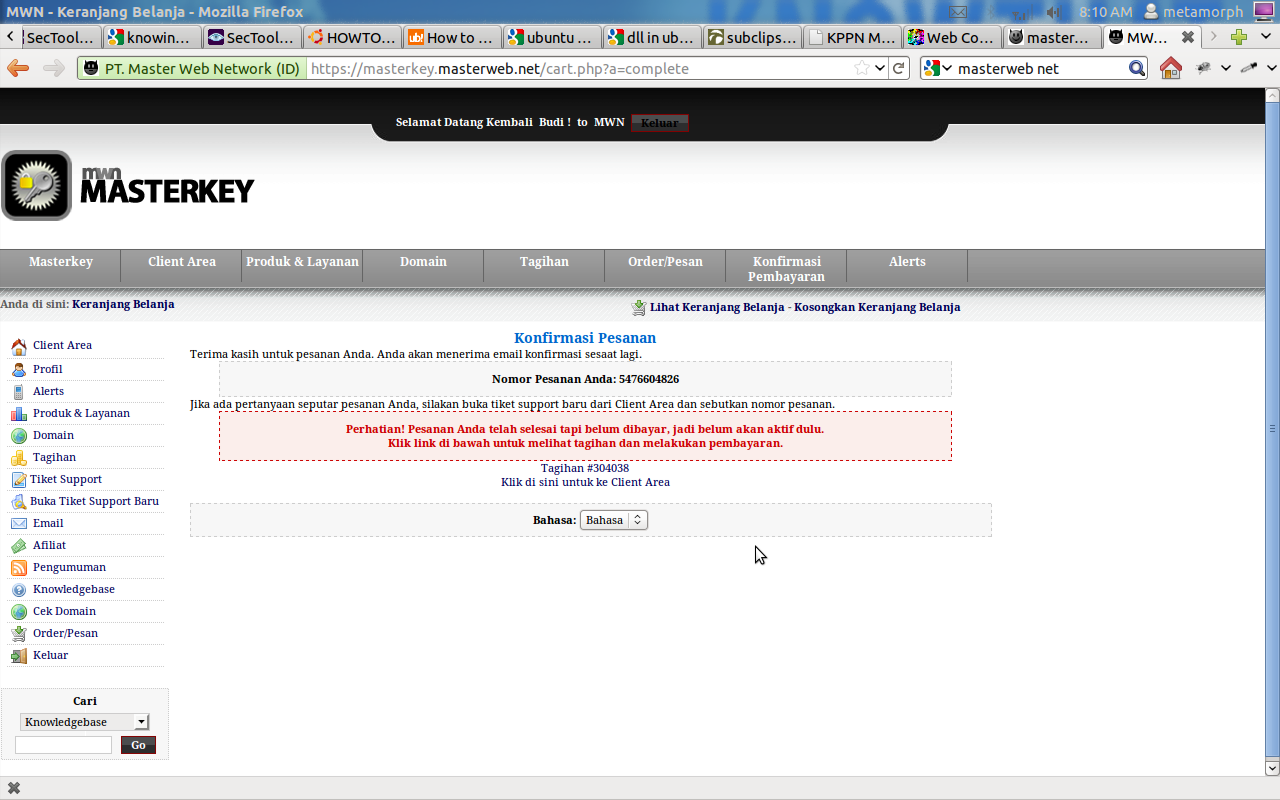 MWN - Keranjang Belanja - Mozilla Firefox
8:10 AM metamorph
SecTool... knowin... SecTool... HOWTO... How to ... ubuntu ... dll in ub... subclips... KPPN M... Web Co... master... MW...
PT. Master Web Network (ID) https://masterkey.masterweb.net/cart.php?a=complete masterweb net
Selamat Datang Kembali Budi ! to MWN Keluar
mwn
MASTERKEY
Masterkey Client Area Produk & Layanan Domain Tagihan Order/Pesan Konfirmasi Pembayaran Alerts
Anda di sini: Keranjang Belanja
Lihat Keranjang Belanja - Kosongkan Keranjang Belanja
Client Area
Profil
Alerts
Produk & Layanan
Domain
Tagihan
Tiket Support
Buka Tiket Support Baru
Email
Afiliat
Pengumuman
Knowledgebase
Cek Domain
Order/Pesan
Keluar
Cari
Knowledgebase
Go
Konfirmasi Pesanan
Terima kasih untuk pesanan Anda. Anda akan menerima email konfirmasi sesaat lagi.
Nomor Pesanan Anda: 5476604826
Jika ada pertanyaan seputar pesanan Anda, silakan buka tiket support baru dari Client Area dan sebutkan nomor pesanan.
Perhatian! Pesanan Anda telah selesai tapi belum dibayar, jadi belum akan aktif dulu.
Klik link di bawah untuk melihat tagihan dan melakukan pembayaran.
Tagihan #304038
Klik di sini untuk ke Client Area
Bahasa: Bahasa